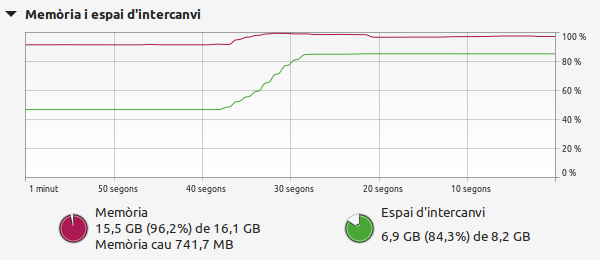 Memòria i espai d'intercanvi
100 %
80 %
60 %
40 %
20 %
0 %
1 minut
50 segons
40 segons
30 segons
20 segons
10 segons
Memòria
15,5 GB (96,2%) de 16,1 GB
Memòria cau 741,7 MB
Espai d'intercanvi
6,9 GB (84,3%) de 8,2 GB